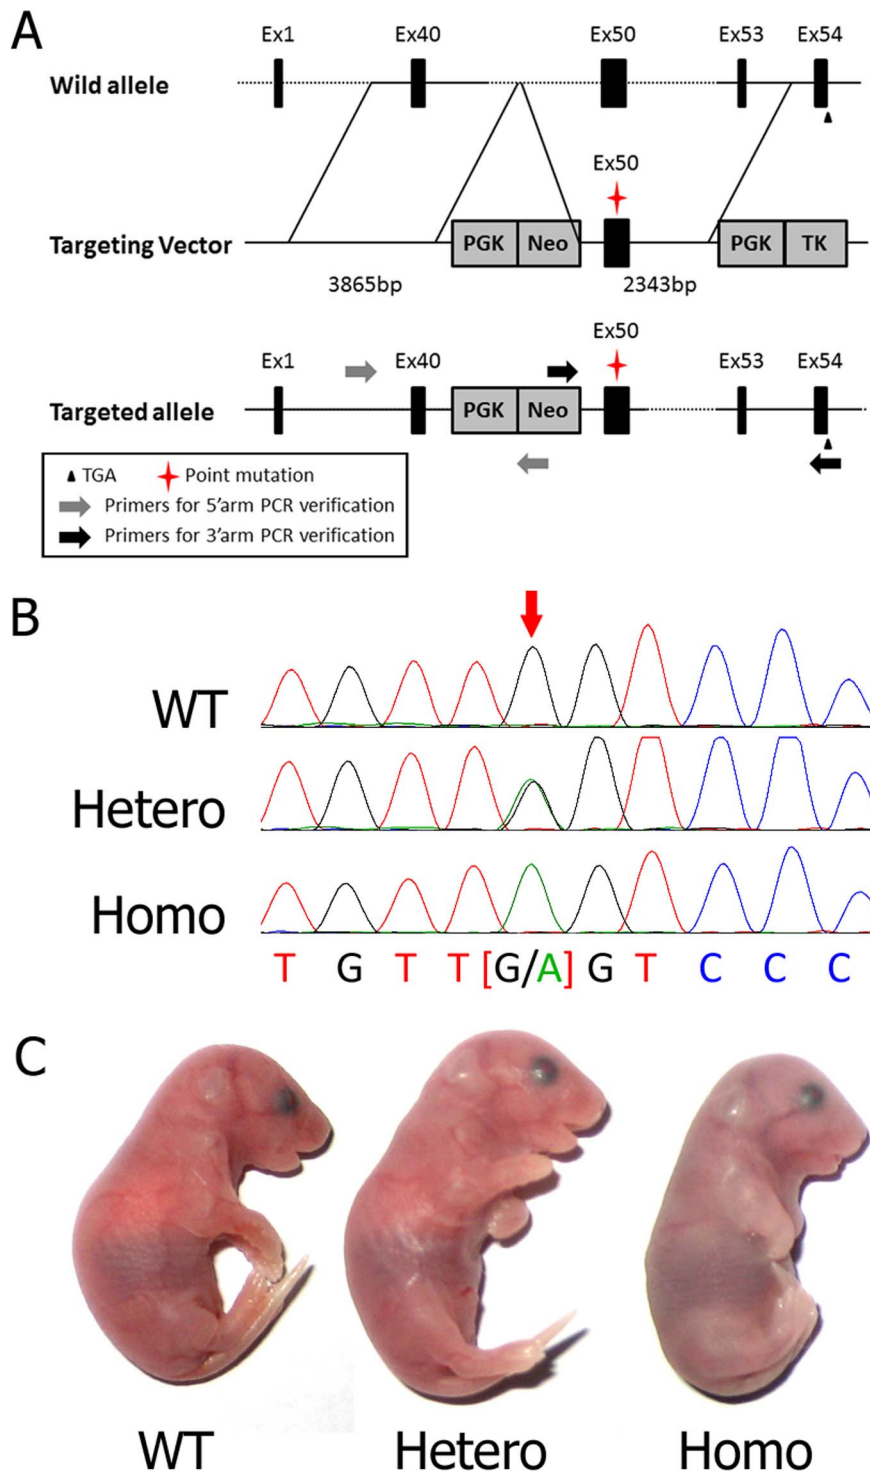 A
Ex1 Ex40 Ex50 Ex53 Ex54
Wild allele
Ex50
Targeting Vector PGK Neo PGK TK
3865bp 2343bp
Ex50
Ex1 Ex40 Ex53 Ex54
Targeted allele PGK Neo
TGA Point mutation
Primers for 5'arm PCR verification
Primers for 3'arm PCR verification
B
WT
Hetero
Homo
T G T T [G/A] G T C C C
C
WT Hetero Homo